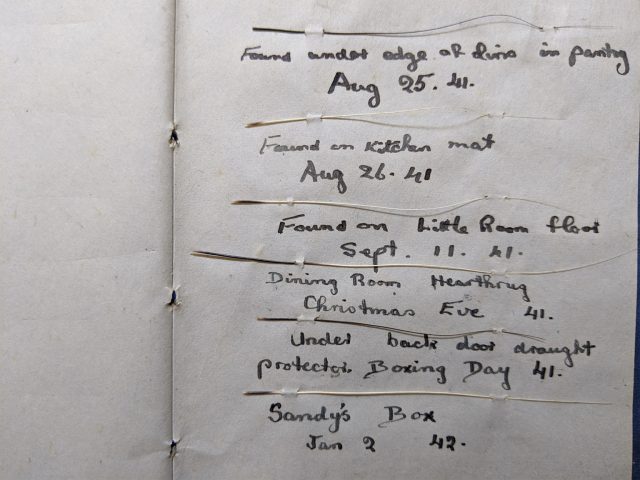 Found under edge of lino in pantry
Aug 25. 41.
Found on kitchen mat
Aug 26. 41
Found on Little Room floor
Sept. 11. 41.
Dining Room Hearthrug
Christmas Eve 41.
Under back door draught
protector. Boxing Day 41.
Sandy's Box
Jan 2 42.